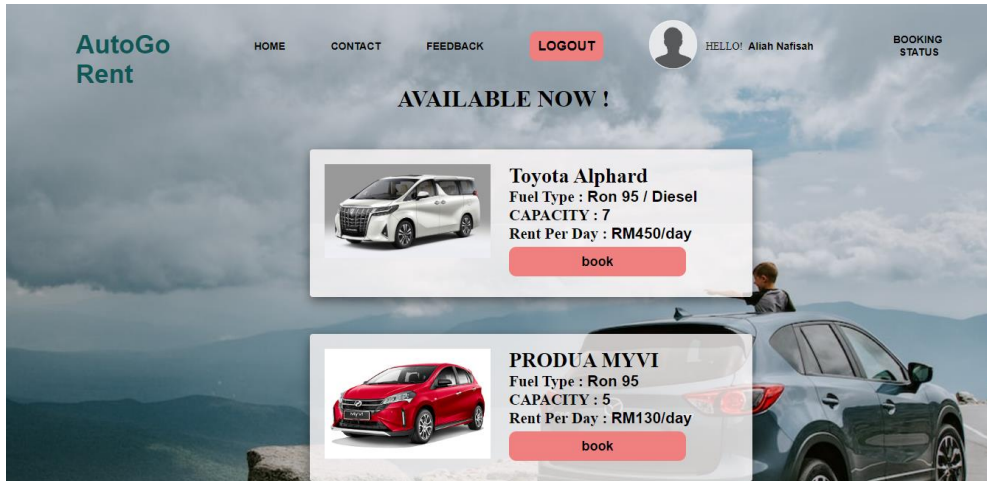 AutoGo
Rent
HOME
CONTACT
FEEDBACK
LOGOUT
HELLO! Aliah Nafisah
BOOKING
STATUS
AVAILABLE NOW !
Toyota Alphard
Fuel Type : Ron 95 / Diesel
CAPACITY : 7
Rent Per Day : RM450/day
book
PRODUA MYVI
Fuel Type : Ron 95
CAPACITY : 5
Rent Per Day : RM130/day
book